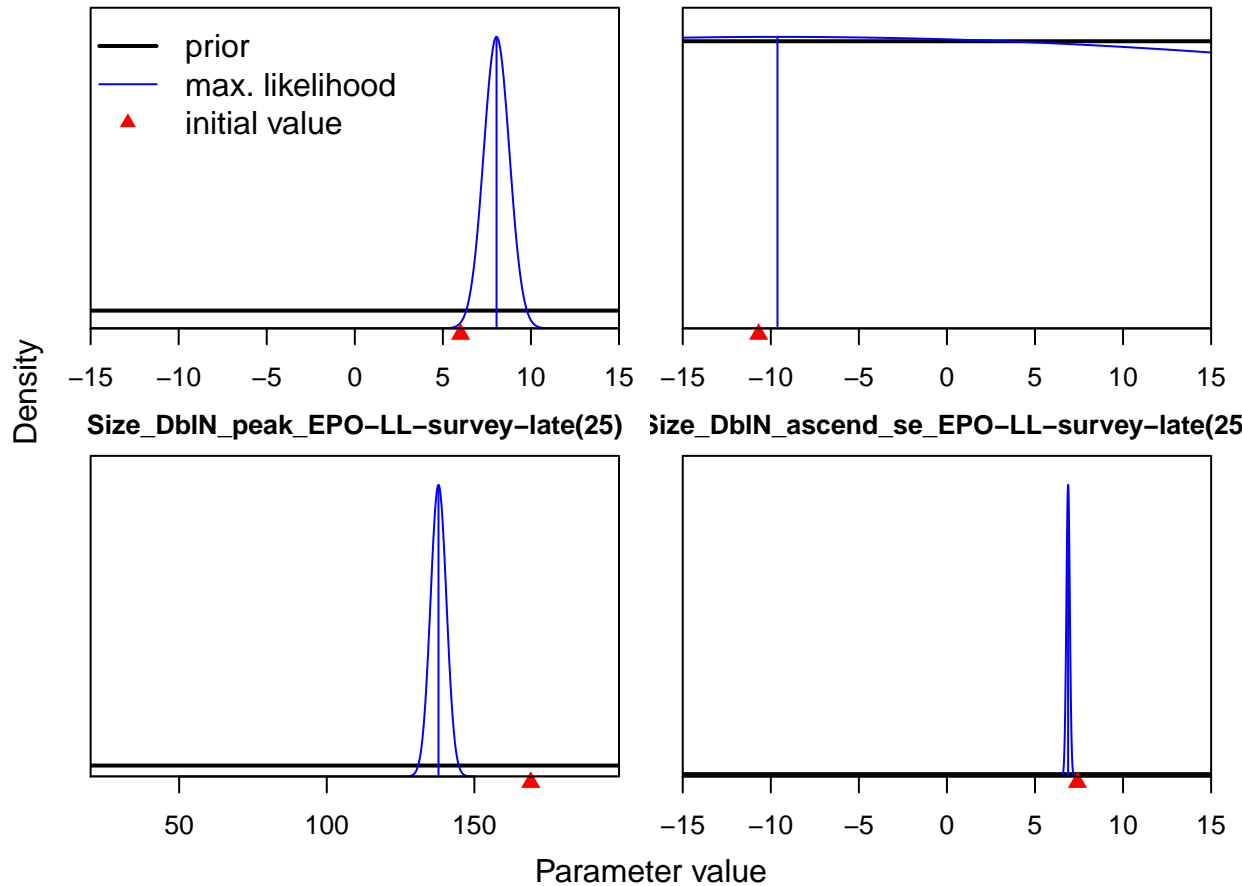 prior
max. likelihood
initial value
−15 −10 −5 0 5 10 15
−15 −10 −5 0 5 10 15
Density
Size_DblN_peak_EPO−LL−survey−late(25)
Size_DblN_ascend_se_EPO−LL−survey−late(25
50 100 150
−15 −10 −5 0 5 10 15
Parameter value